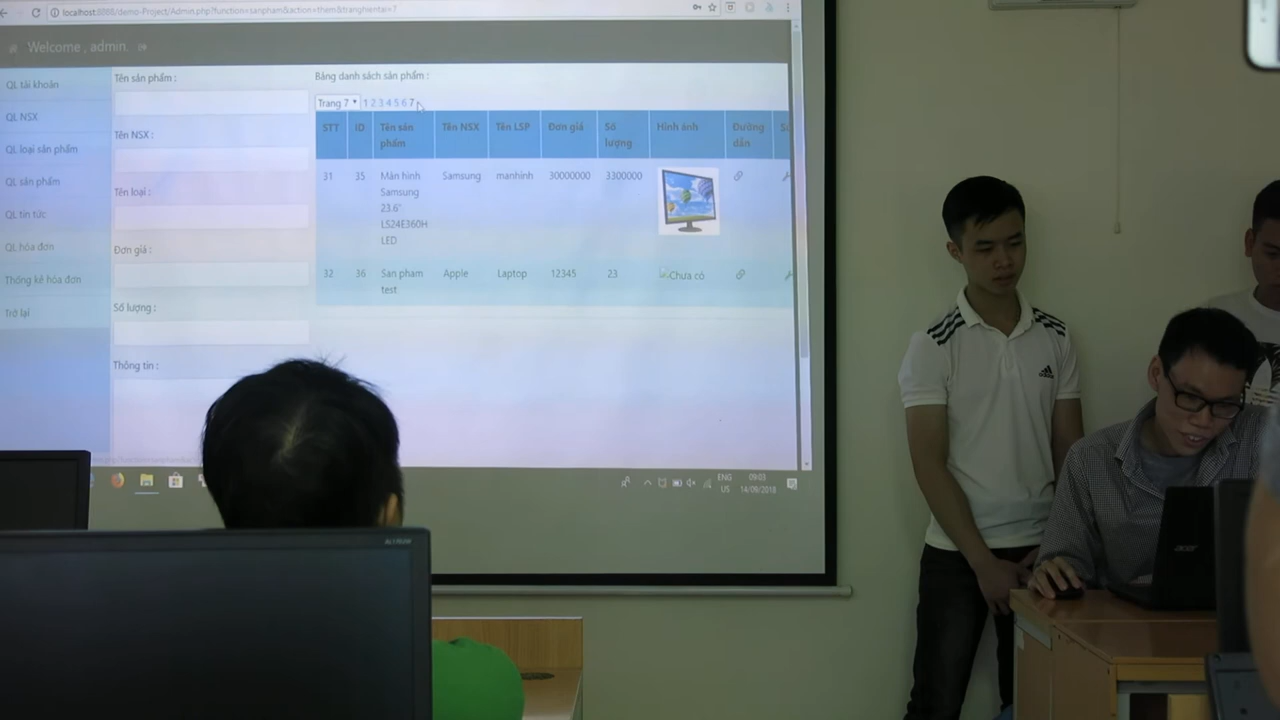 localhost:8888/demo-Project/Admin.php?function=sanpham&action=them&tranghientai=7
Welcome , admin.
QL tài khoản
QL NSX
QL loại sản phẩm
QL sản phẩm
QL tin tức
QL hóa đơn
Thống kê hóa đơn
Trở lại
Tên sản phẩm :
Tên NSX :
Tên loại :
Đơn giá :
Số lượng :
Thông tin :
Bảng danh sách sản phẩm :
Trang 7 1 2 3 4 5 6 7
STT ID Tên sản phẩm Tên NSX Tên LSP Đơn giá Số lượng Hình ảnh Đường dẫn
31 35 Màn hình Samsung 23.6" LS24E360H LED Samsung manhinh 30000000 3300000
32 36 San pham test Apple Laptop 12345 23 Chưa có
ENG
US
09:03
14/09/2018
adidas
acer